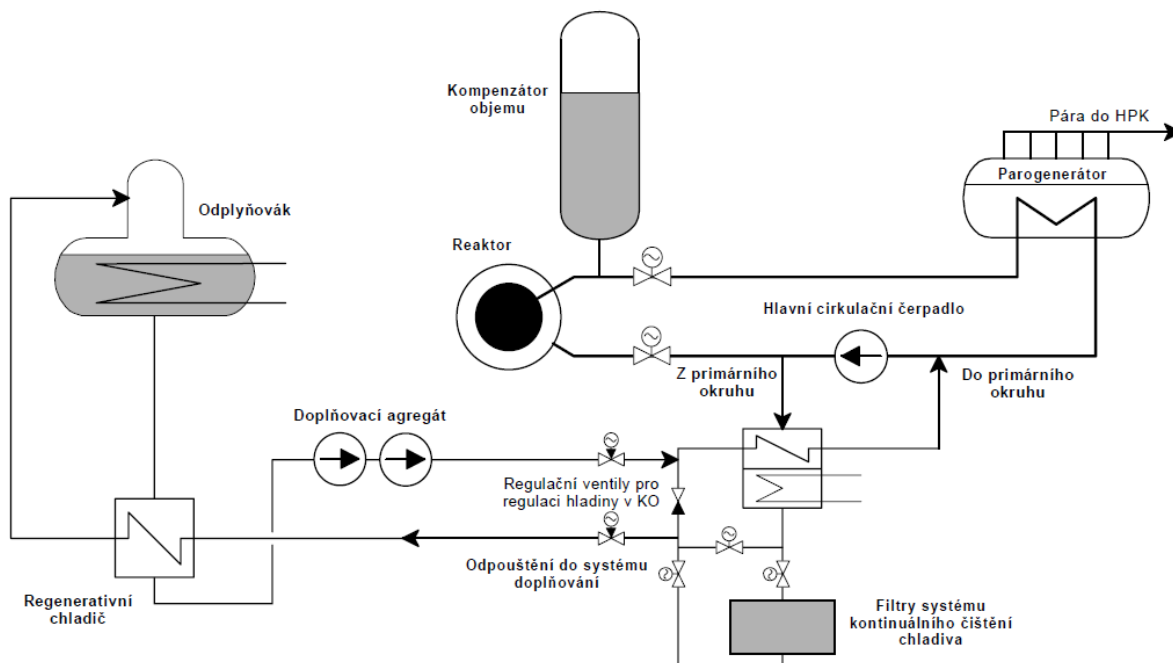 Kompenzátor
objemu
Pára do HPK
Parogenerátor
Odplyňovák
Reaktor
Hlavní cirkulační čerpadlo
Z primárního
okruhu
Do primárního
okruhu
Doplňovací agregát
Regulační ventily pro
regulaci hladiny v KO
Odpouštění do systému
doplňování
Regenerativní
chladič
Filtry systému
kontinuálního čištění
chladiva